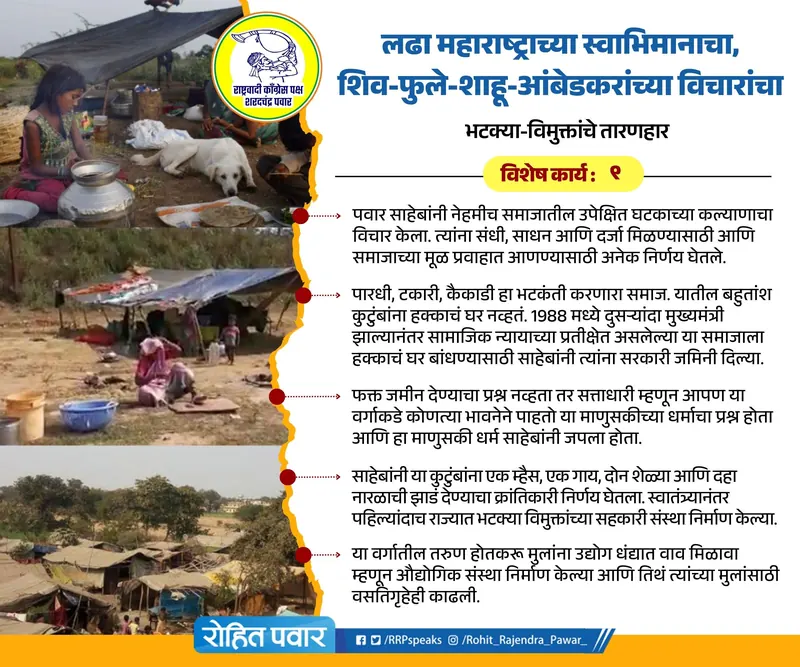 राष्ट्रवादी काँग्रेस पक्ष
शरदचंद्र पवार
लढा महाराष्ट्राच्या स्वाभिमानाचा,
शिव-फुले-शाहू-आंबेडकरांच्या विचारांचा
भटक्या-विमुक्तांचे तारणहार
विशेष कार्य : ९
पवार साहेबांनी नेहमीच समाजातील उपेक्षित घटकाच्या कल्याणाचा
विचार केला. त्यांना संधी, साधन आणि दर्जा मिळण्यासाठी आणि
समाजाच्या मूळ प्रवाहात आणण्यासाठी अनेक निर्णय घेतले.
पारधी, टकारी, कैकाडी हा भटकंती करणारा समाज. यातील बहुतांश
कुटुंबांना हक्काचं घर नव्हतं. 1988 मध्ये दुसऱ्यांदा मुख्यमंत्री
झाल्यानंतर सामाजिक न्यायाच्या प्रतीक्षेत असलेल्या या समाजाला
हक्काचं घर बांधण्यासाठी साहेबांनी त्यांना सरकारी जमिनी दिल्या.
फक्त जमीन देण्याचा प्रश्न नव्हता तर सत्ताधारी म्हणून आपण या
वर्गाकडे कोणत्या भावनेने पाहतो या माणुसकीच्या धर्माचा प्रश्न होता
आणि हा माणुसकी धर्म साहेबांनी जपला होता.
साहेबांनी या कुटुंबांना एक म्हैस, एक गाय, दोन शेळ्या आणि दहा
नारळाची झाडं देण्याचा क्रांतिकारी निर्णय घेतला. स्वातंत्र्यानंतर
पहिल्यांदाच राज्यात भटक्या विमुक्तांच्या सहकारी संस्था निर्माण केल्या.
या वर्गातील तरुण होतकरू मुलांना उद्योग धंद्यात वाव मिळावा
म्हणून औद्योगिक संस्था निर्माण केल्या आणि तिथं त्यांच्या मुलांसाठी
वसतिगृहेही काढली.
रोहित पवार
/RRPspeaks /Rohit_Rajendra_Pawar_